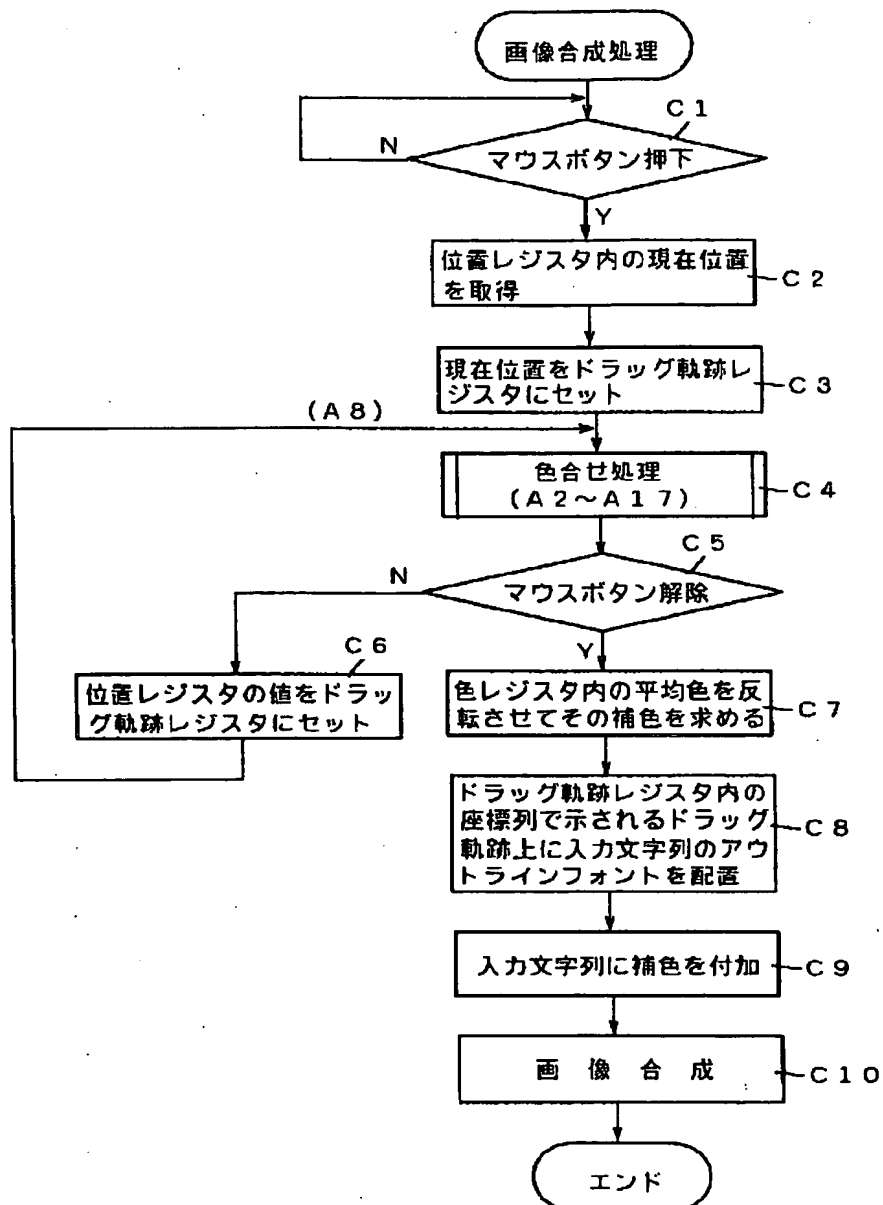 画像合成処理
C1
N
マウスボタン押下
Y
位置レジスタ内の現在位置
を取得
C2
現在位置をドラッグ軌跡レ
ジスタにセット
C3
(A8)
色合せ処理
(A2～A17)
C4
C5
N
マウスボタン解除
Y
C6
位置レジスタの値をドラッ
グ軌跡レジスタにセット
色レジスタ内の平均色を反
転させてその補色を求める
C7
ドラッグ軌跡レジスタ内の
座標列で示されるドラッグ
軌跡上に入力文字列のアウ
トラインフォントを配置
C8
入力文字列に補色を付加
C9
画像合成
C10
エンド